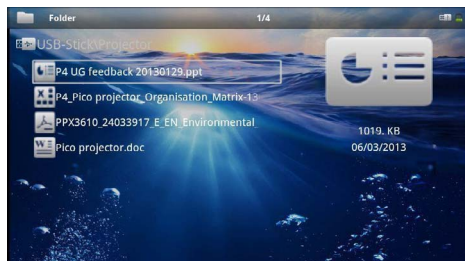 Folder 1/4
USB-Stick\Projector
P4 UG feedback 20130129.ppt
P4_Pico projector_Organisation_Matrix-13
PPX3610_24033917_E_EN_Environmental_
Pico projector.doc
1019. KB
06/03/2013